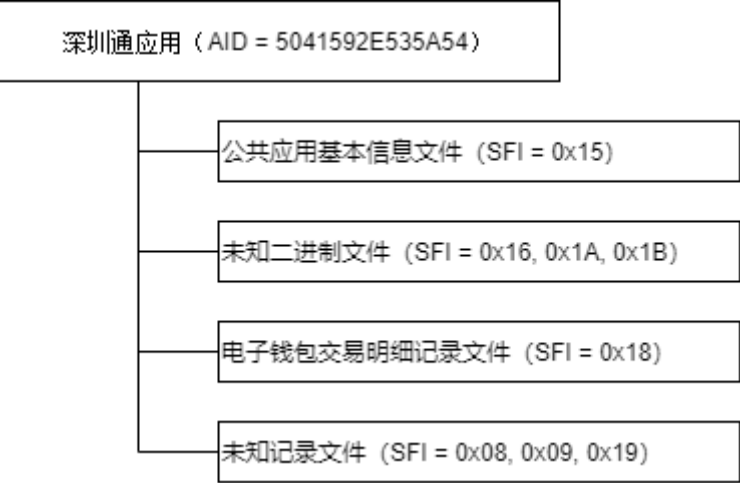 深圳通应用（AID = 5041592E535A54）
公共应用基本信息文件（SFI = 0x15）
未知二进制文件（SFI = 0x16, 0x1A, 0x1B）
电子钱包交易明细记录文件（SFI = 0x18）
未知记录文件（SFI = 0x08, 0x09, 0x19）